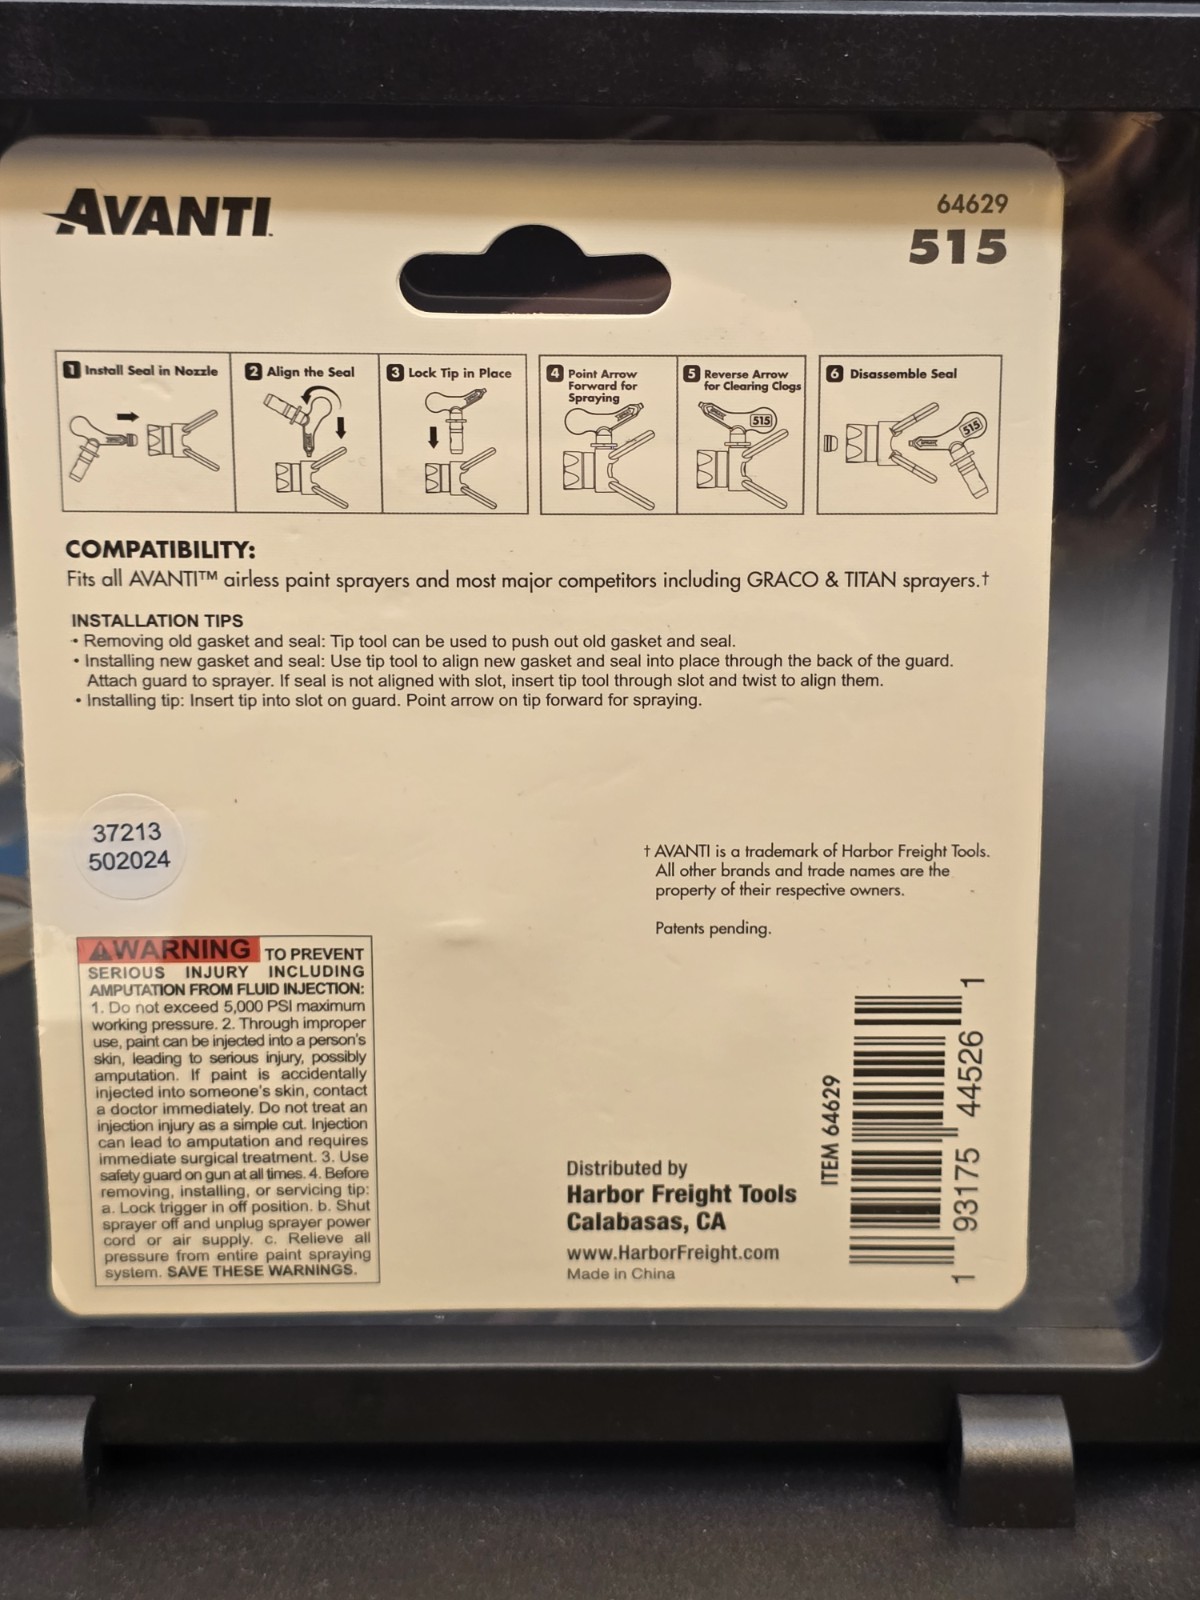 AVANTI
64629
515
1 Install Seal in Nozzle
2 Align the Seal
3 Lock Tip in Place
4 Point Arrow
Forward for
Spraying
5 Reverse Arrow
for Clearing Clogs
515
6 Disassemble Seal
515
COMPATIBILITY:
Fits all AVANTI™ airless paint sprayers and most major competitors including GRACO & TITAN sprayers.†
INSTALLATION TIPS
• Removing old gasket and seal: Tip tool can be used to push out old gasket and seal.
• Installing new gasket and seal: Use tip tool to align new gasket and seal into place through the back of the guard.
Attach guard to sprayer. If seal is not aligned with slot, insert tip tool through slot and twist to align them.
• Installing tip: Insert tip into slot on guard. Point arrow on tip forward for spraying.
37213
502024
† AVANTI is a trademark of Harbor Freight Tools.
All other brands and trade names are the
property of their respective owners.
Patents pending.
⚠WARNING TO PREVENT
SERIOUS INJURY INCLUDING
AMPUTATION FROM FLUID INJECTION:
1. Do not exceed 5,000 PSI maximum
working pressure. 2. Through improper
use, paint can be injected into a person's
skin, leading to serious injury, possibly
amputation. If paint is accidentally
injected into someone's skin, contact
a doctor immediately. Do not treat an
injection injury as a simple cut. Injection
can lead to amputation and requires
immediate surgical treatment. 3. Use
safety guard on gun at all times. 4. Before
removing, installing, or servicing tip:
a. Lock trigger in off position. b. Shut
sprayer off and unplug sprayer power
cord or air supply. c. Relieve all
pressure from entire paint spraying
system. SAVE THESE WARNINGS.
Distributed by
Harbor Freight Tools
Calabasas, CA
www.HarborFreight.com
Made in China
ITEM 64629
1 93175 44526 1